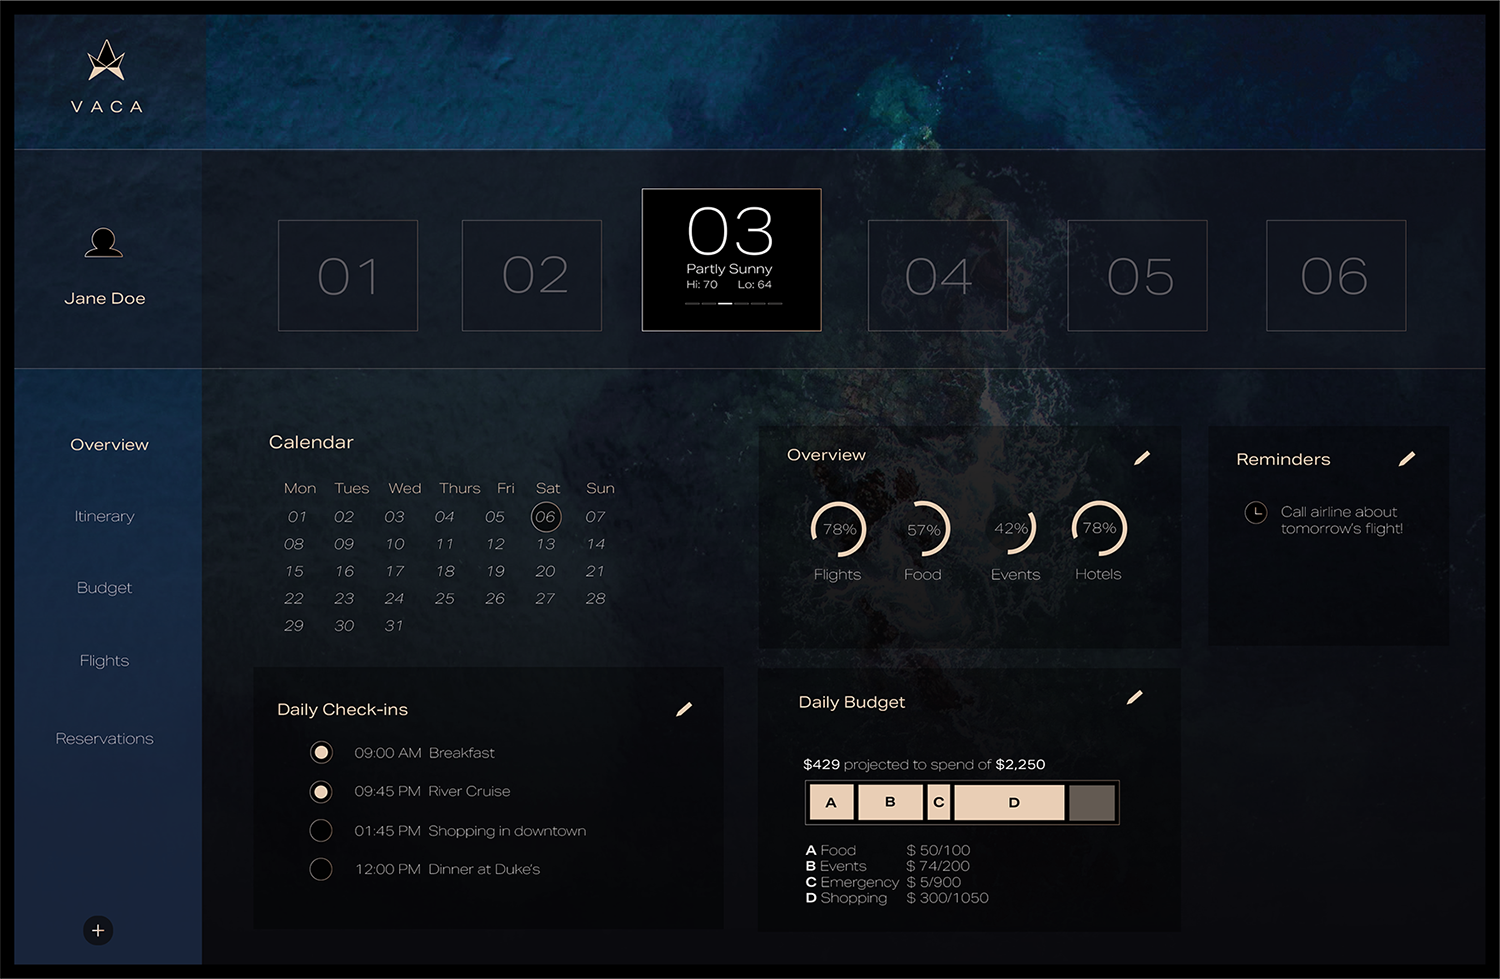 VACA
Jane Doe
01
02
03
Partly Sunny
Hi: 70 Lo: 64
04
05
06
Overview
Itinerary
Budget
Flights
Reservations
+
Calendar
Mon Tues Wed Thurs Fri Sat Sun
01 02 03 04 05 06 07
08 09 10 11 12 13 14
15 16 17 18 19 20 21
22 23 24 25 26 27 28
29 30 31
Overview
78% 57% 42% 78%
Flights Food Events Hotels
Reminders
Call airline about
tomorrow's flight!
Daily Check-ins
09:00 AM Breakfast
09:45 PM River Cruise
01:45 PM Shopping in downtown
12:00 PM Dinner at Duke's
Daily Budget
$429 projected to spend of $2,250
A B C D
A Food $ 50/100
B Events $ 74/200
C Emergency $ 5/900
D Shopping $ 300/1050